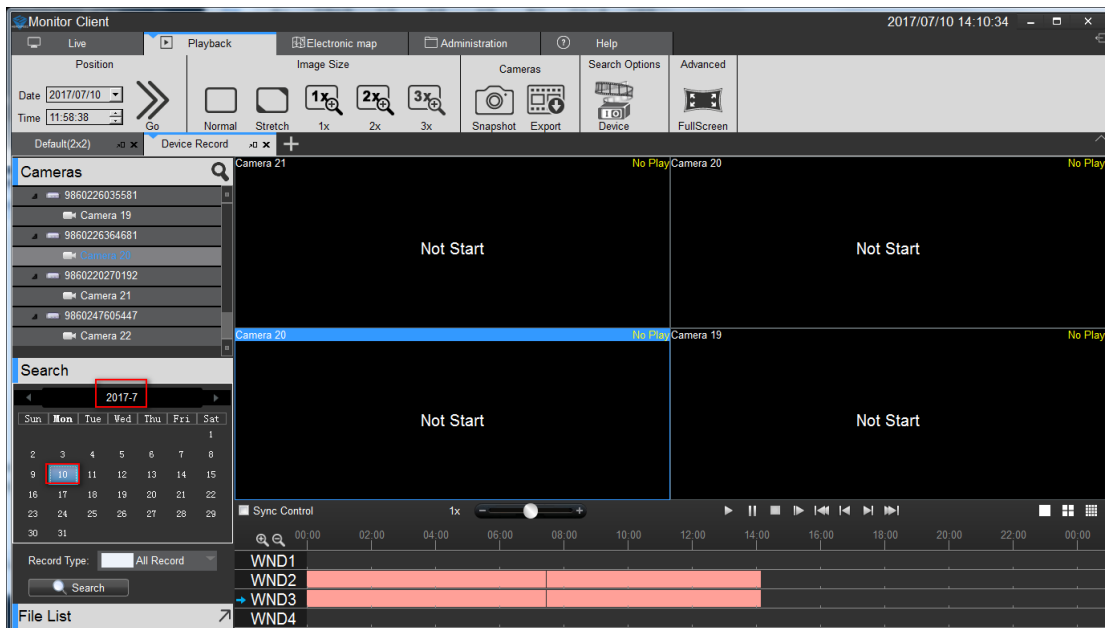 Monitor Client 2017/07/10 14:10:34
Live Playback Electronic map Administration Help
Position Image Size Cameras Search Options Advanced
Date 2017/07/10
Time 11:58:38
Go Normal Stretch 1x 2x 3x Snapshot Export Device FullScreen
Default(2x2) Device Record
Cameras
9860226035581
Camera 19
9860226364681
Camera 20
9860220270192
Camera 21
9860247605447
Camera 22
Camera 21 No Play
Not Start
Camera 20 No Play
Not Start
Camera 20 No Play
Not Start
Camera 19 No Play
Not Start
Search
2017-7
Sun Mon Tue Wed Thu Fri Sat
1
2 3 4 5 6 7 8
9 10 11 12 13 14 15
16 17 18 19 20 21 22
23 24 25 26 27 28 29
30 31
Record Type: All Record
Search
File List
Sync Control 1x
00:00 02:00 04:00 06:00 08:00 10:00 12:00 14:00 16:00 18:00 20:00 22:00 00:00
WND1
WND2
WND3
WND4